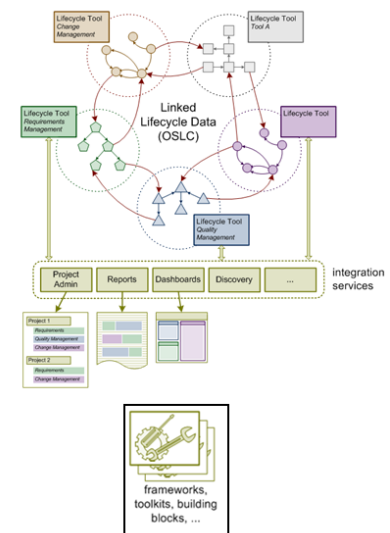 Lifecycle Tool
Change
Management
Lifecycle Tool
Tool A
Linked
Lifecycle Data
(OSLC)
Lifecycle Tool
Requirements
Management
Lifecycle Tool
Lifecycle Tool
Quality
Management
Project
Admin
Reports
Dashboards
Discovery
...
integration
services
Project 1
Requirements
Quality Management
Change Management
Project 2
Requirements
Change Management
frameworks,
toolkits, building
blocks, ...